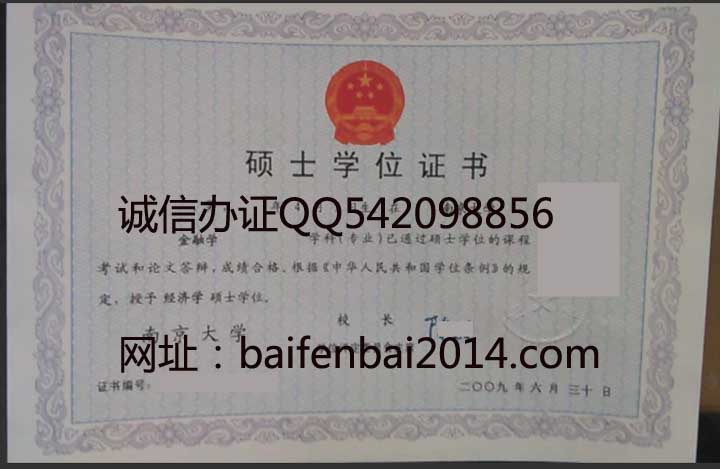 硕士学位证书
诚信办证QQ542098856
金融学 学科(专业)已通过硕士学位的课程
考试和论文答辩,成绩合格。根据《中华人民共和国学位条例》的规
定,授予 经济学 硕士学位。
南京大学 校 长
网址：baifenbai2014.com
证书编号: 二〇〇九年六月三十日